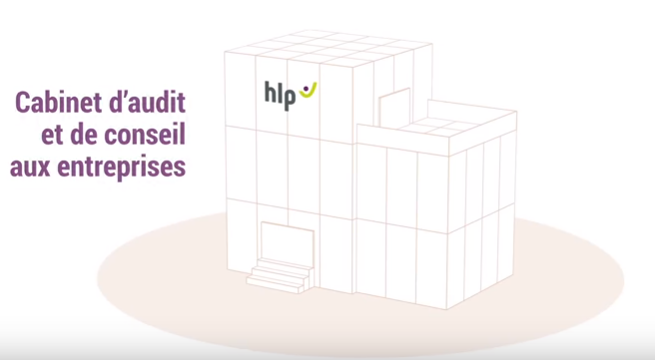 Cabinet d'audit
et de conseil
aux entreprises
hlp